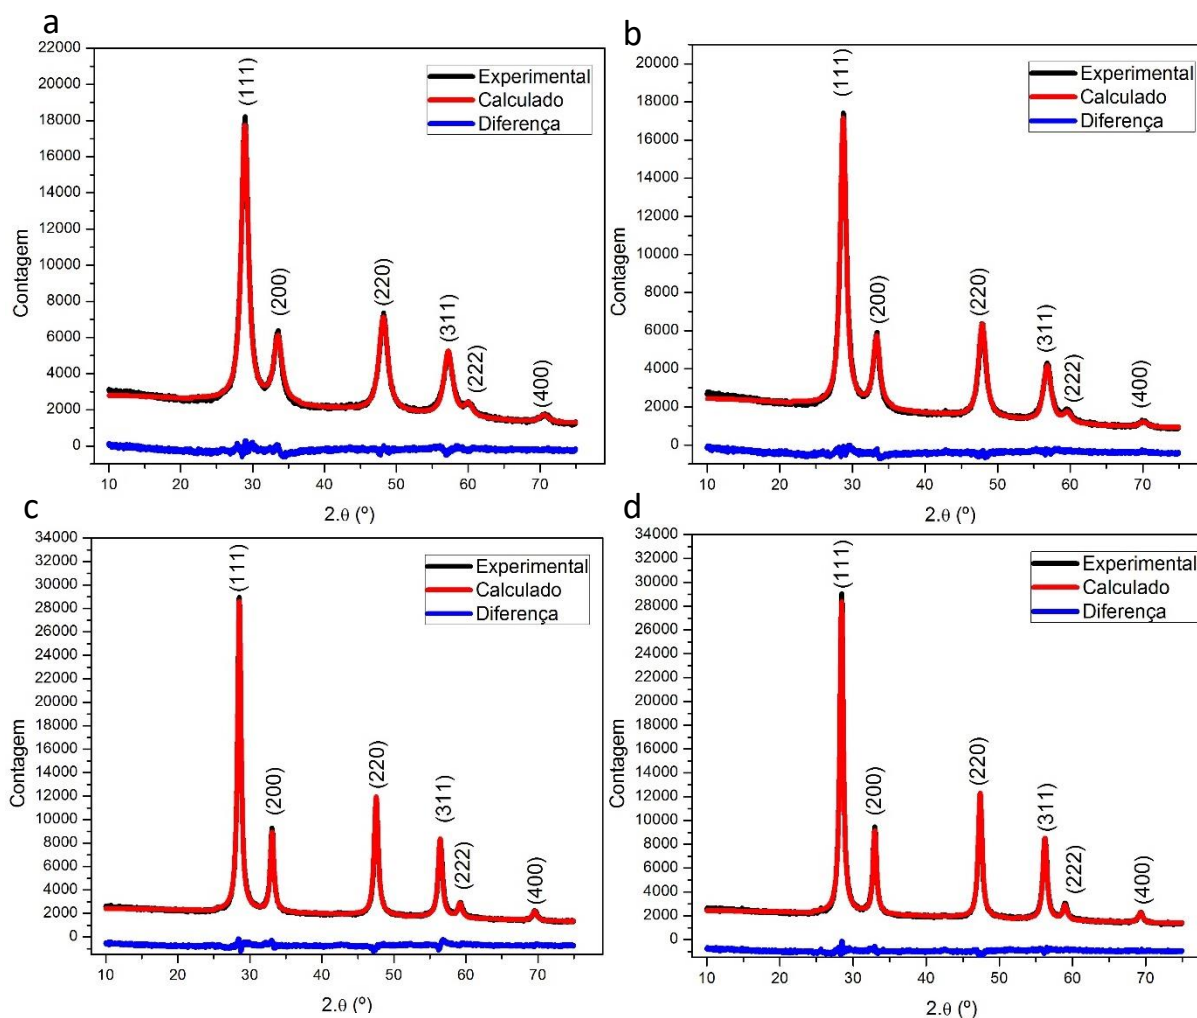 a
22000
20000
18000
16000
14000
12000
10000
8000
6000
4000
2000
0
Contagem
(111)
(200)
(220)
(311)
(222)
(400)
Experimental
Calculado
Diferença
10 20 30 40 50 60 70
2.θ (º)
b
20000
18000
16000
14000
12000
10000
8000
6000
4000
2000
0
Contagem
(111)
(200)
(220)
(311)
(222)
(400)
Experimental
Calculado
Diferença
10 20 30 40 50 60 70
2.θ (º)
c
34000
32000
30000
28000
26000
24000
22000
20000
18000
16000
14000
12000
10000
8000
6000
4000
2000
0
Contagem
(111)
(200)
(220)
(311)
(222)
(400)
Experimental
Calculado
Diferença
10 20 30 40 50 60 70
2.θ (º)
d
34000
32000
30000
28000
26000
24000
22000
20000
18000
16000
14000
12000
10000
8000
6000
4000
2000
0
Contagem
(111)
(200)
(220)
(311)
(222)
(400)
Experimental
Calculado
Diferença
10 20 30 40 50 60 70
2.θ (º)